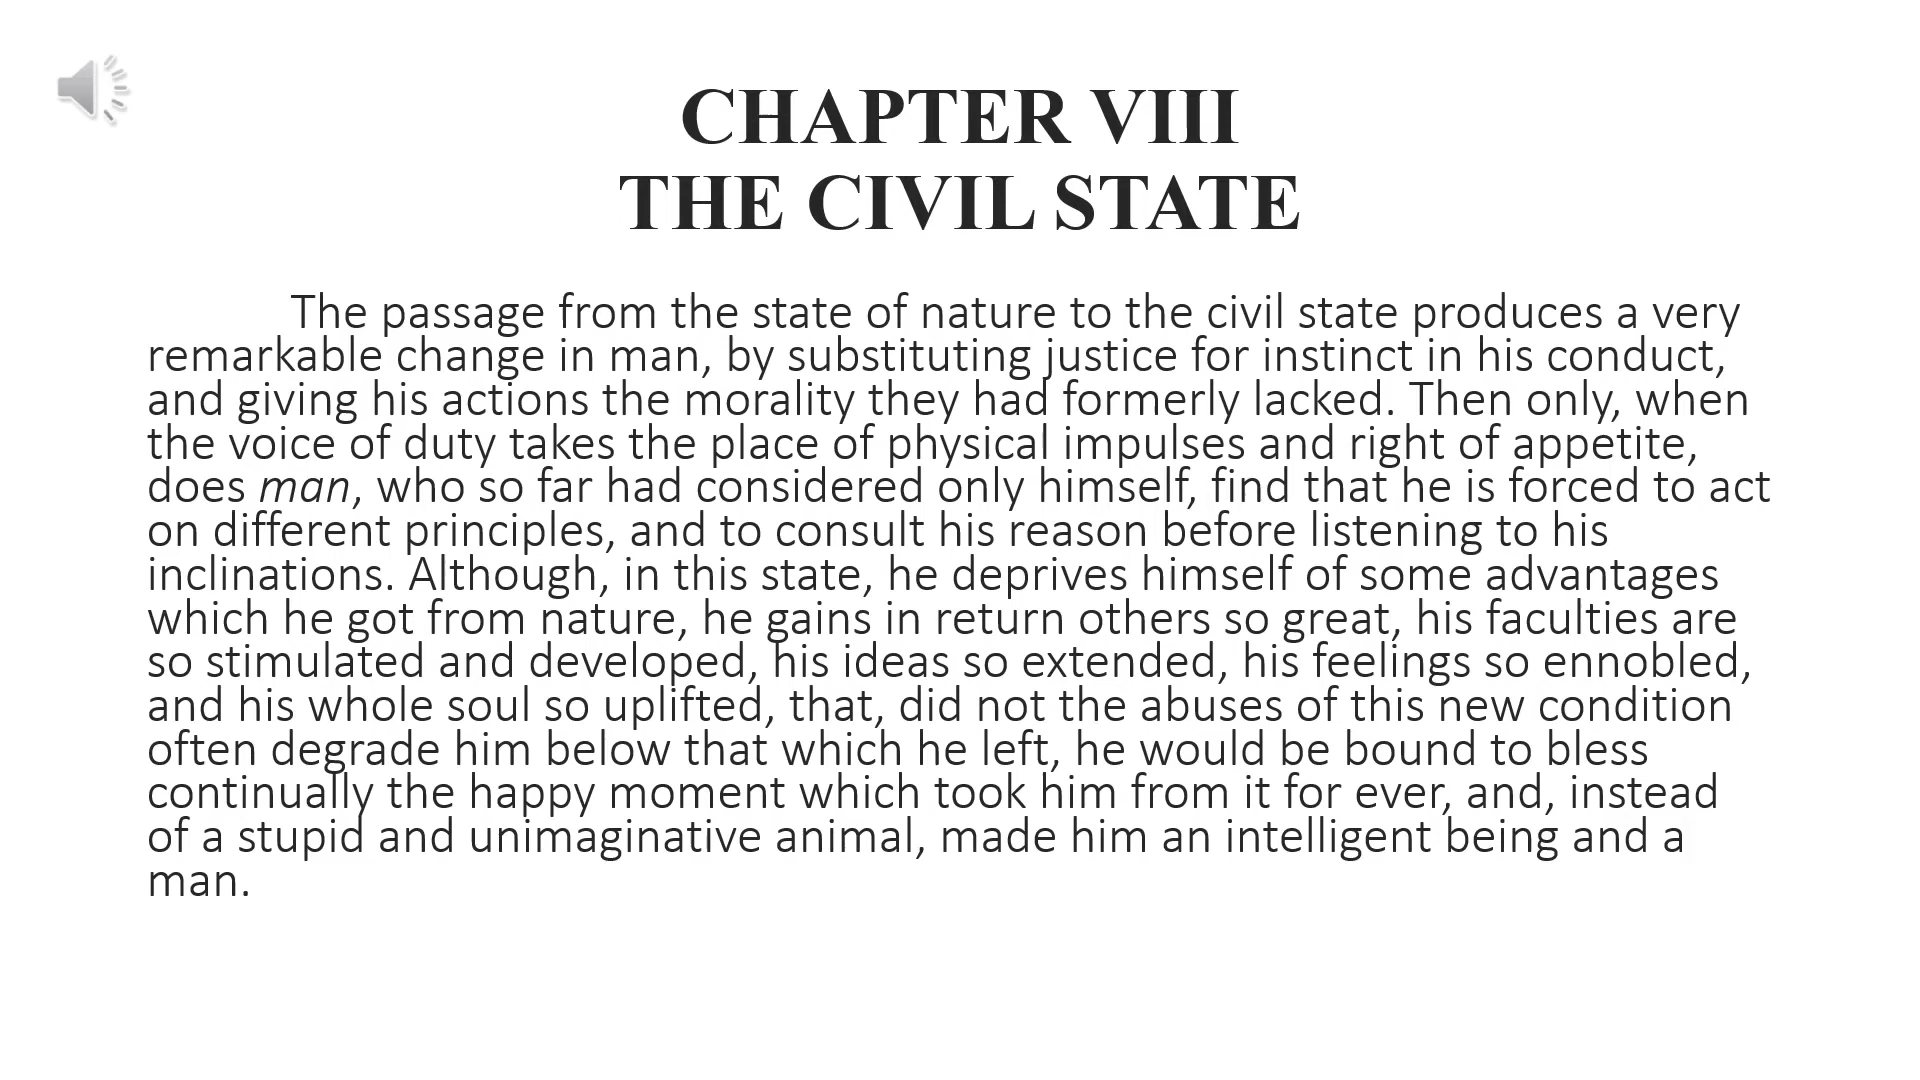 CHAPTER VIII
THE CIVIL STATE
The passage from the state of nature to the civil state produces a very
remarkable change in man, by substituting justice for instinct in his conduct,
and giving his actions the morality they had formerly lacked. Then only, when
the voice of duty takes the place of physical impulses and right of appetite,
does man, who so far had considered only himself, find that he is forced to act
on different principles, and to consult his reason before listening to his
inclinations. Although, in this state, he deprives himself of some advantages
which he got from nature, he gains in return others so great, his faculties are
so stimulated and developed, his ideas so extended, his feelings so ennobled,
and his whole soul so uplifted, that, did not the abuses of this new condition
often degrade him below that which he left, he would be bound to bless
continually the happy moment which took him from it for ever, and, instead
of a stupid and unimaginative animal, made him an intelligent being and a
man.